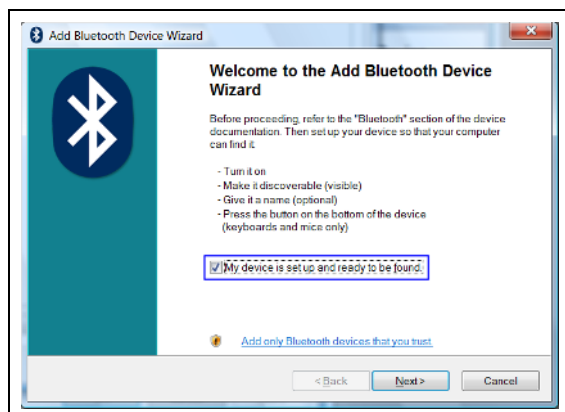 Add Bluetooth Device Wizard
Welcome to the Add Bluetooth Device
Wizard
Before proceeding, refer to the "Bluetooth" section of the device
documentation. Then set up your device so that your computer
can find it.
- Turn it on
- Make it discoverable (visible)
- Give it a name (optional)
- Press the button on the bottom of the device
(keyboards and mice only)
My device is set up and ready to be found.
Add only Bluetooth devices that you trust.
< Back Next > Cancel